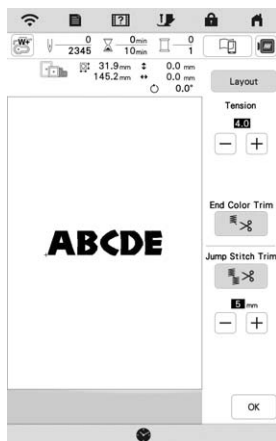 W+
0
2345
0min
10min
0
1
31.9mm 0.0 mm
145.2mm 0.0 mm
0.0°
Layout
Tension
4.0
− +
End Color Trim
Jump Stitch Trim
5 mm
− +
ABCDE
OK